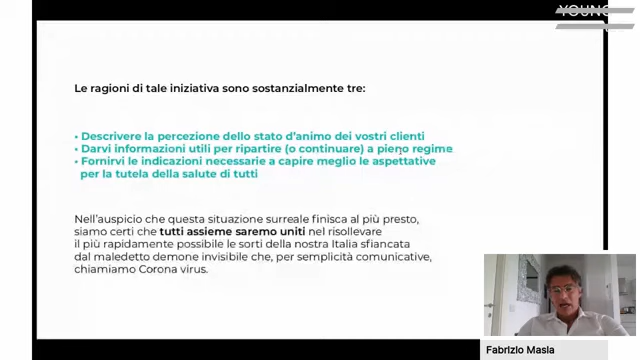 YOUNG
Le ragioni di tale iniziativa sono sostanzialmente tre:
• Descrivere la percezione dello stato d'animo dei vostri clienti
• Darvi informazioni utili per ripartire (o continuare) a pieno regime
• Fornirvi le indicazioni necessarie a capire meglio le aspettative
per la tutela della salute di tutti
Nell'auspicio che questa situazione surreale finisca al più presto,
siamo certi che tutti assieme saremo uniti nel risollevare
il più rapidamente possibile le sorti della nostra Italia sfiancata
dal maledetto demone invisibile che, per semplicità comunicative,
chiamiamo Corona virus.
Fabrizio Masia